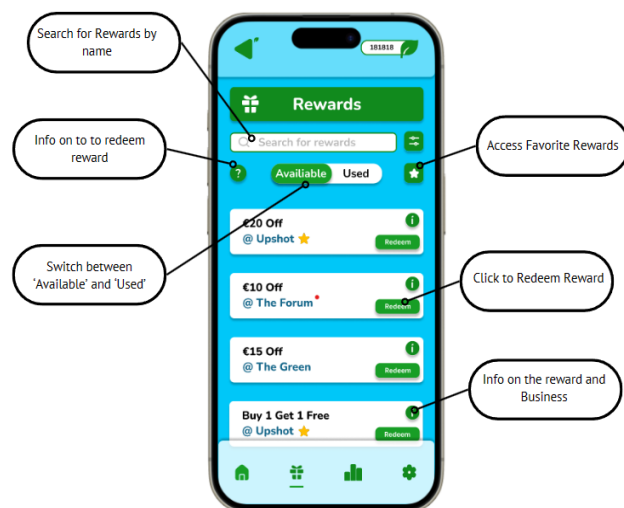 Search for Rewards by
name
181818
Rewards
Search for rewards
Info on to to redeem
reward
?
Availiable
Used
Access Favorite Rewards
Switch between
‘Available’ and ‘Used’
€20 Off
@ Upshot
i
Redeem
€10 Off
@ The Forum
i
Redeem
Click to Redeem Reward
€15 Off
@ The Green
i
Redeem
Info on the reward and
Business
Buy 1 Get 1 Free
@ Upshot
Redeem